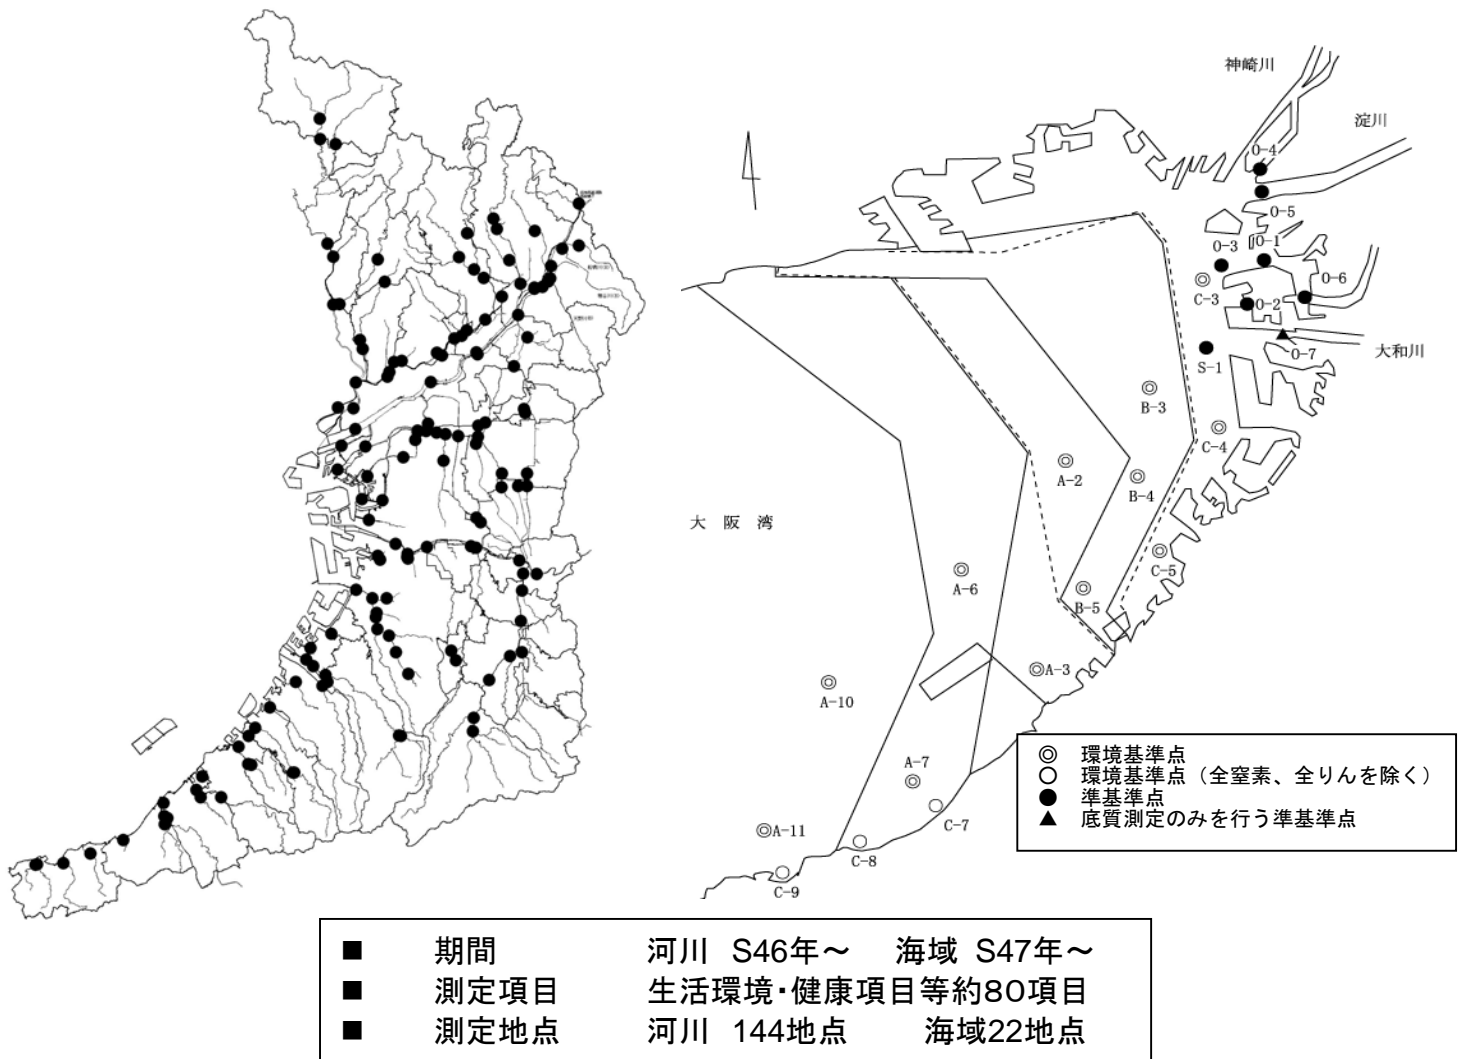 神崎川
淀川
O-4
O-5
O-3
O-1
O-6
C-3
O-2
O-7
大和川
S-1
B-3
C-4
A-2
B-4
大阪湾
C-5
A-6
B-5
A-3
A-10
A-7
C-7
A-11
C-8
C-9
◎ 環境基準点
○ 環境基準点（全窒素、全りんを除く）
● 準基準点
▲ 底質測定のみを行う準基準点
■ 期間 河川 S46年～ 海域 S47年～
■ 測定項目 生活環境・健康項目等約80項目
■ 測定地点 河川 144地点 海域22地点